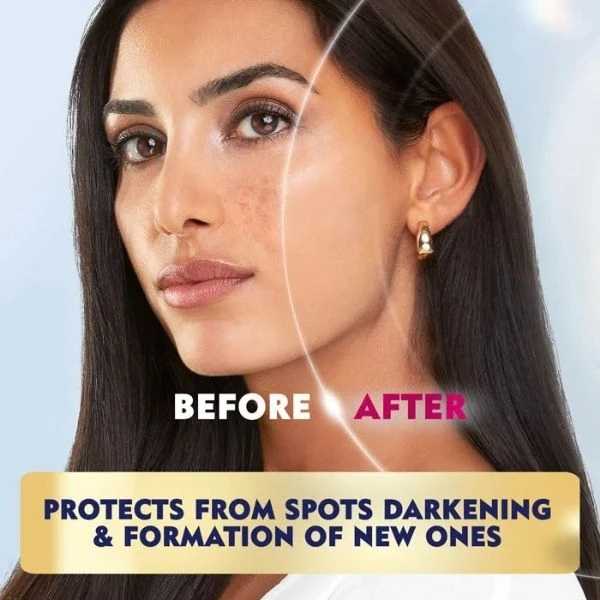 BEFORE AFTER
PROTECTS FROM SPOTS DARKENING
& FORMATION OF NEW ONES